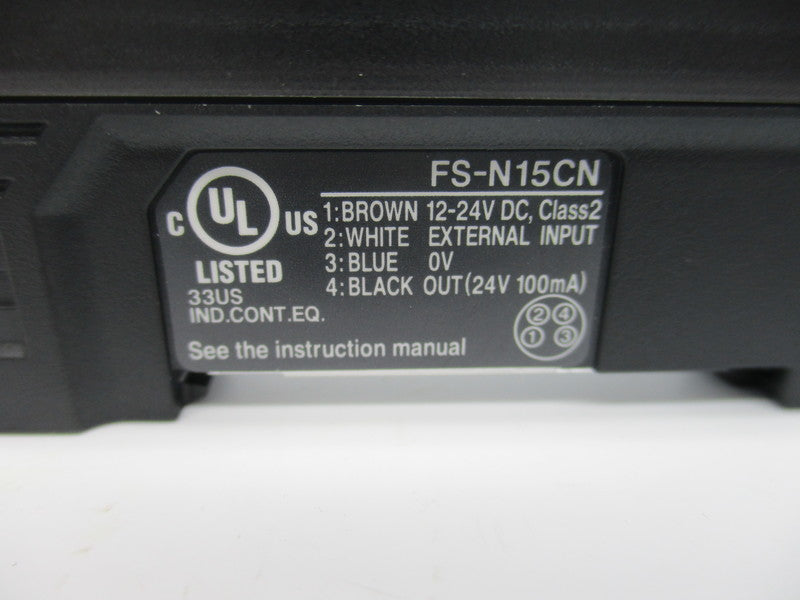 FS-N15CN
C UL US
LISTED
33US
IND.CONT.EQ.
1:BROWN 12-24V DC, Class2
2:WHITE EXTERNAL INPUT
3:BLUE 0V
4:BLACK OUT(24V 100mA)
See the instruction manual
2 4
1 3